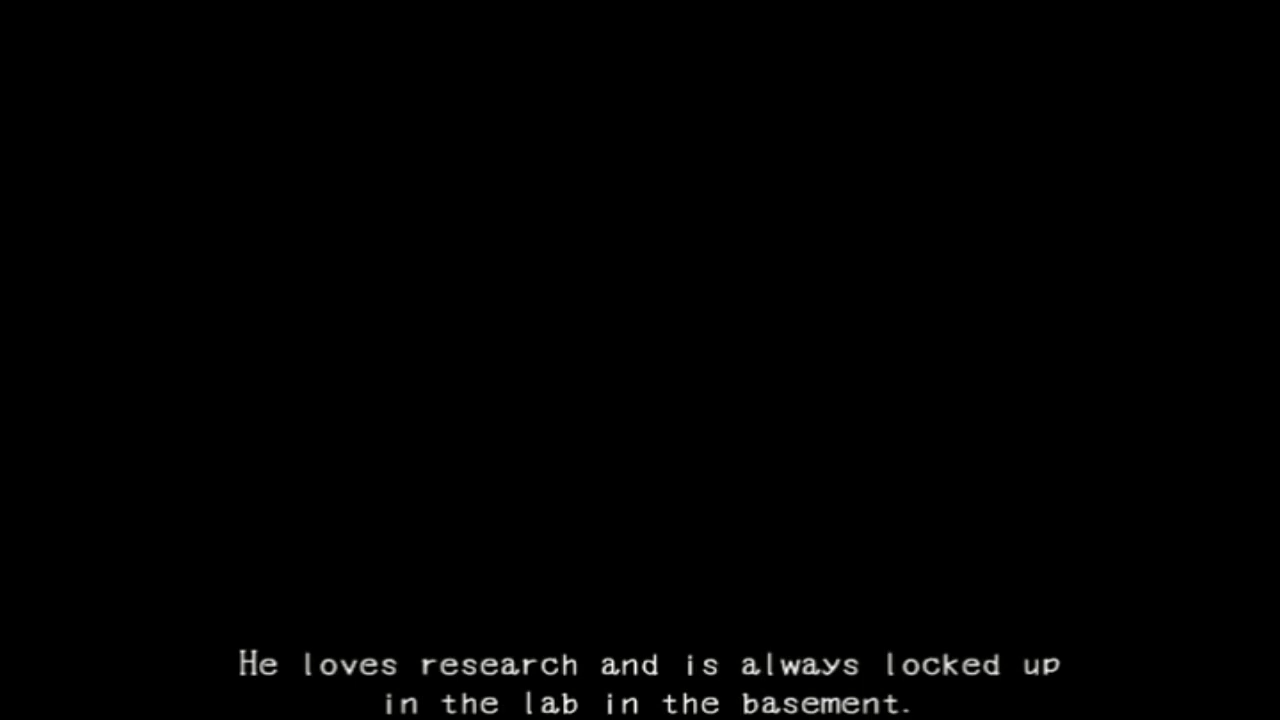 He loves research and is always locked up
in the lab in the basement.